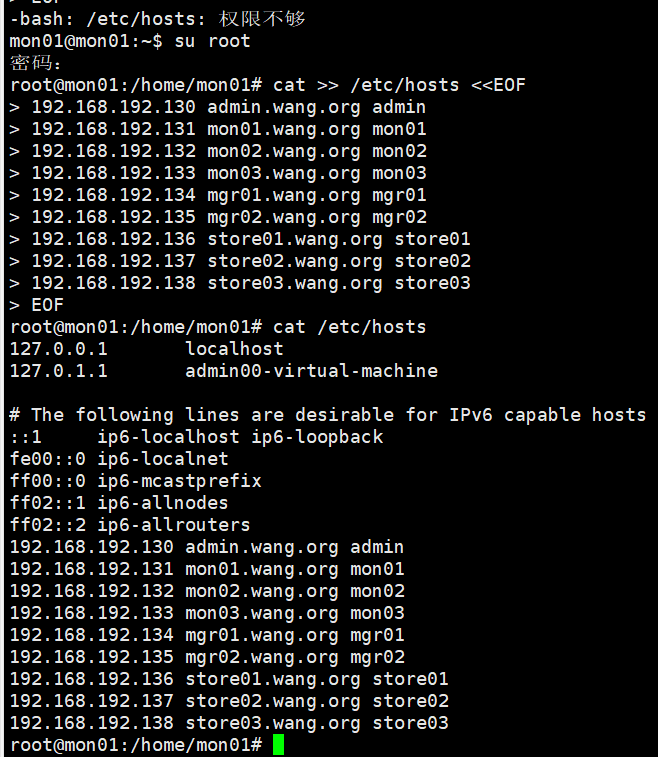 > EOF
-bash: /etc/hosts: 权限不够
mon01@mon01:~$ su root
密码：
root@mon01:/home/mon01# cat >> /etc/hosts <<EOF
> 192.168.192.130 admin.wang.org admin
> 192.168.192.131 mon01.wang.org mon01
> 192.168.192.132 mon02.wang.org mon02
> 192.168.192.133 mon03.wang.org mon03
> 192.168.192.134 mgr01.wang.org mgr01
> 192.168.192.135 mgr02.wang.org mgr02
> 192.168.192.136 store01.wang.org store01
> 192.168.192.137 store02.wang.org store02
> 192.168.192.138 store03.wang.org store03
> EOF
root@mon01:/home/mon01# cat /etc/hosts
127.0.0.1       localhost
127.0.1.1       admin00-virtual-machine

# The following lines are desirable for IPv6 capable hosts
::1     ip6-localhost ip6-loopback
fe00::0 ip6-localnet
ff00::0 ip6-mcastprefix
ff02::1 ip6-allnodes
ff02::2 ip6-allrouters
192.168.192.130 admin.wang.org admin
192.168.192.131 mon01.wang.org mon01
192.168.192.132 mon02.wang.org mon02
192.168.192.133 mon03.wang.org mon03
192.168.192.134 mgr01.wang.org mgr01
192.168.192.135 mgr02.wang.org mgr02
192.168.192.136 store01.wang.org store01
192.168.192.137 store02.wang.org store02
192.168.192.138 store03.wang.org store03
root@mon01:/home/mon01#